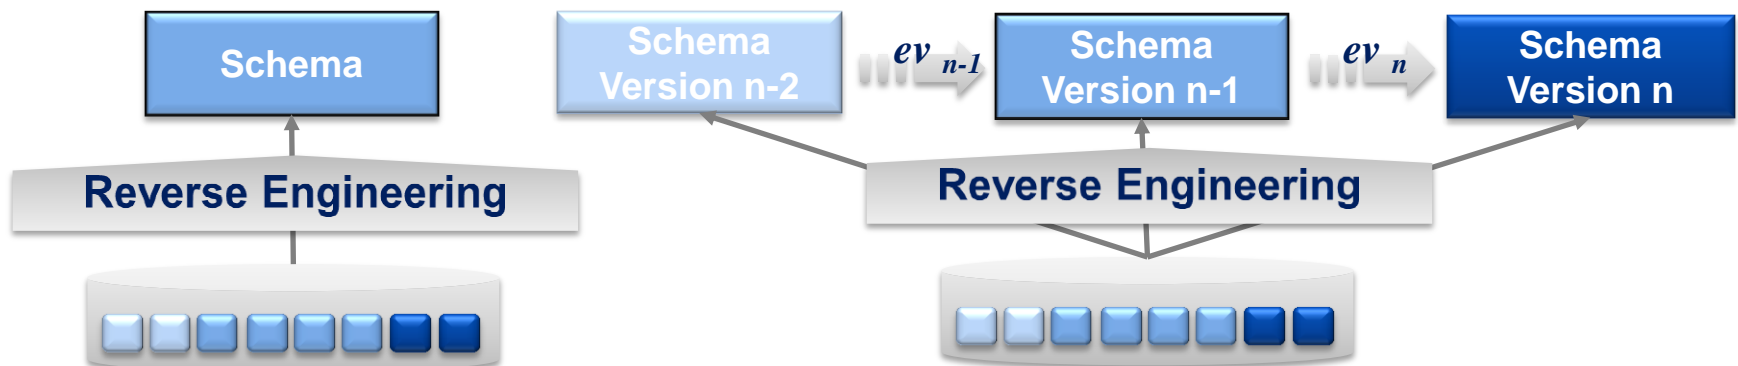 Schema
Reverse Engineering
Schema
Version n-2
ev n-1
Schema
Version n-1
ev n
Schema
Version n
Reverse Engineering